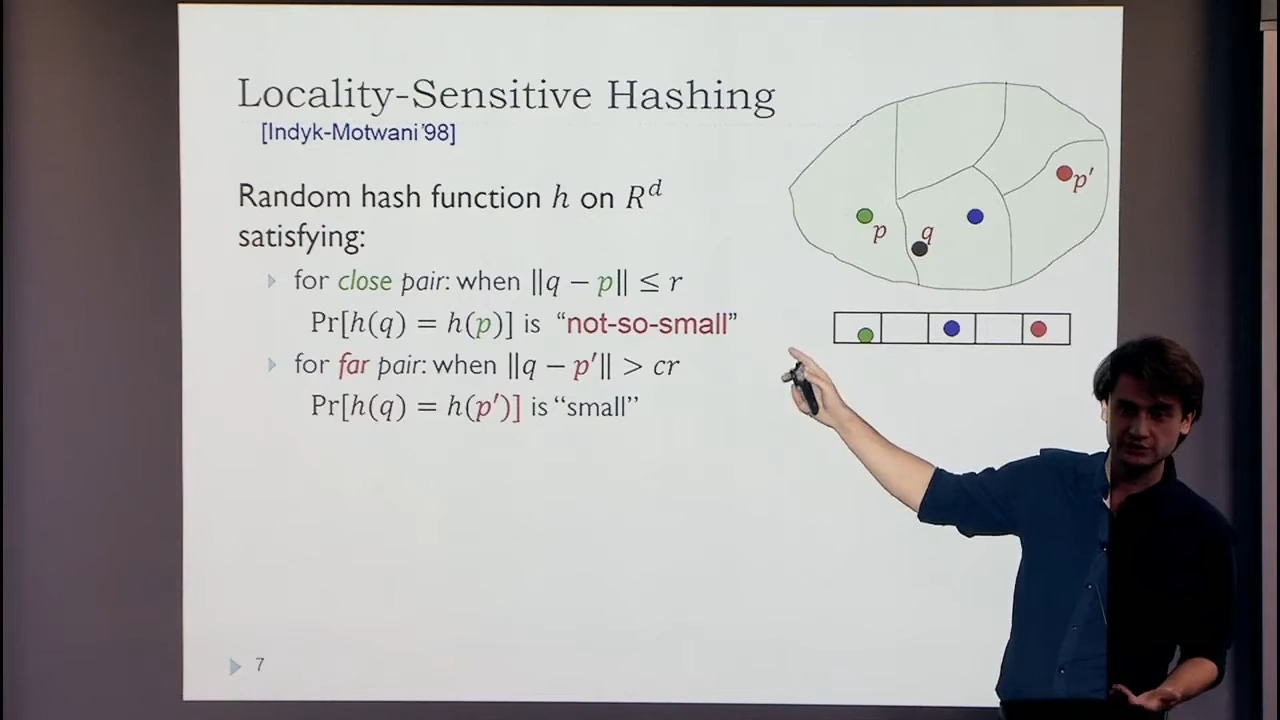 Locality-Sensitive Hashing
[Indyk-Motwani'98]
Random hash function h on R^d
satisfying:
for close pair: when ‖q − p‖ ≤ r
Pr[h(q) = h(p)] is “not-so-small”
for far pair: when ‖q − p′‖ > cr
Pr[h(q) = h(p′)] is “small”
p
q
p′
7